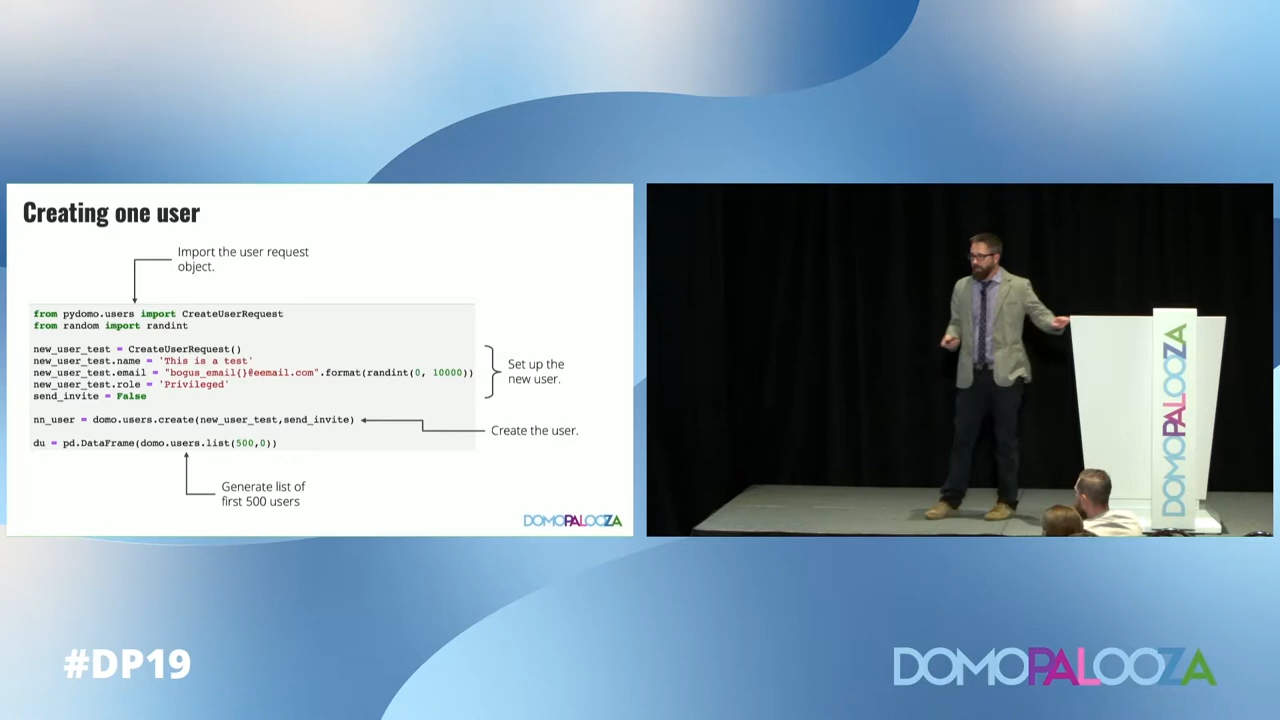 Creating one user
Import the user request
object.
from pydomo.users import CreateUserRequest
from random import randint
new_user_test = CreateUserRequest()
new_user_test.name = 'This is a test'
new_user_test.email = "bogus_email{}@eemail.com".format(randint(0, 10000))
new_user_test.role = 'Privileged'
send_invite = False
Set up the
new user.
nn_user = domo.users.create(new_user_test,send_invite)
Create the user.
du = pd.DataFrame(domo.users.list(500,0))
Generate list of
first 500 users
DOMOPALOOZA
DOMOPALOOZA
#DP19
DOMOPALOOZA